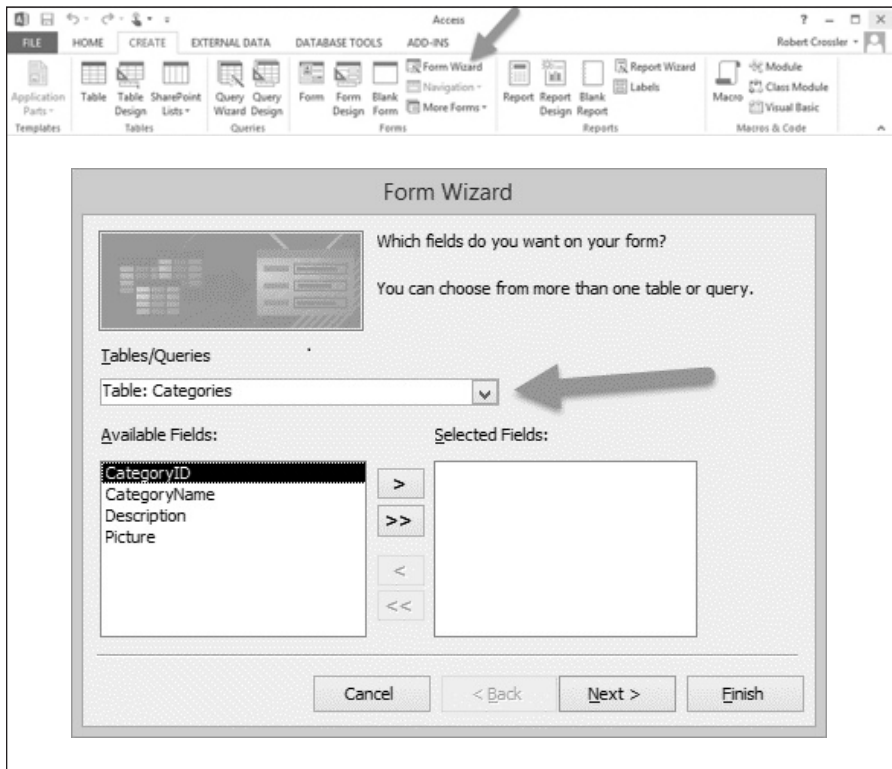 Access
? – □ ×
FILE HOME CREATE EXTERNAL DATA DATABASE TOOLS ADD-INS Robert Crossler
Application Parts
Table
Table Design
SharePoint Lists
Query Wizard
Query Design
Form
Form Design
Blank Form
Form Wizard
Navigation
More Forms
Report
Report Design
Blank Report
Report Wizard
Labels
Macro
Module
Class Module
Visual Basic
Templates Tables Queries Forms Reports Macros & Code
Form Wizard
Which fields do you want on your form?
You can choose from more than one table or query.
Tables/Queries
Table: Categories
Available Fields:
Selected Fields:
CategoryID
CategoryName
Description
Picture
>
>>
<
<<
Cancel < Back Next > Finish